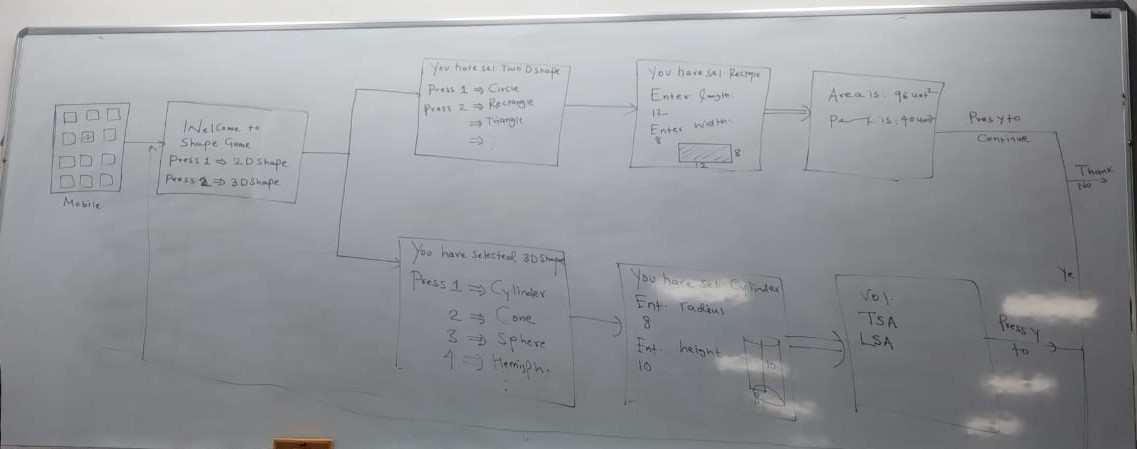 Mobile
Welcome to
Shape Game
Press 1 ⇒ 2D Shape
Press 2 ⇒ 3D Shape
You have sel Two D shape
Press 1 ⇒ Circle
Press 2 ⇒ Rectangle
⇒ Triangle
⇒ :
You have sel Rectgle
Enter length:
12
Enter width:
8
8
12
Area is: 96 unit²
is: 40 unit
Press y to
Continue
Thank
No
Ye
You have selected 3D Shape
Press 1 ⇒ Cylinder
2 ⇒ Cone
3 ⇒ Sphere
4 ⇒ Hemisph.
:
You have sel Cylinder
Ent. radius
8
Ent. height
10
10
8
Vol.
TSA
LSA
Press y
to